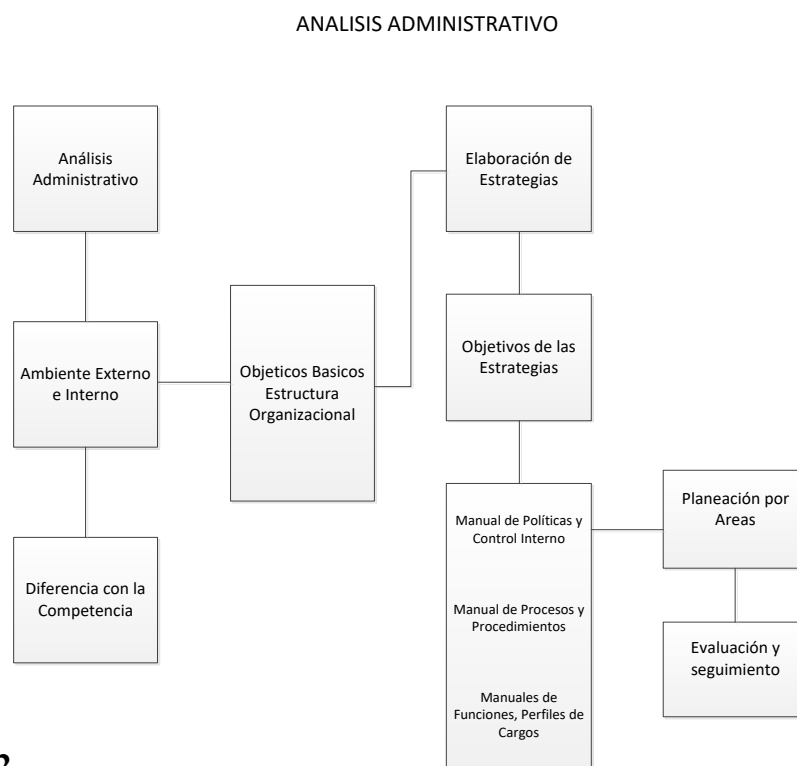 ANALISIS ADMINISTRATIVO
Análisis
Administrativo
Ambiente Externo
e Interno
Diferencia con la
Competencia
Objeticos Basicos
Estructura
Organizacional
Elaboración de
Estrategias
Objetivos de las
Estrategias
Manual de Políticas y
Control Interno
Manual de Procesos y
Procedimientos
Manuales de
Funciones, Perfiles de
Cargos
Planeación por
Areas
Evaluación y
seguimiento